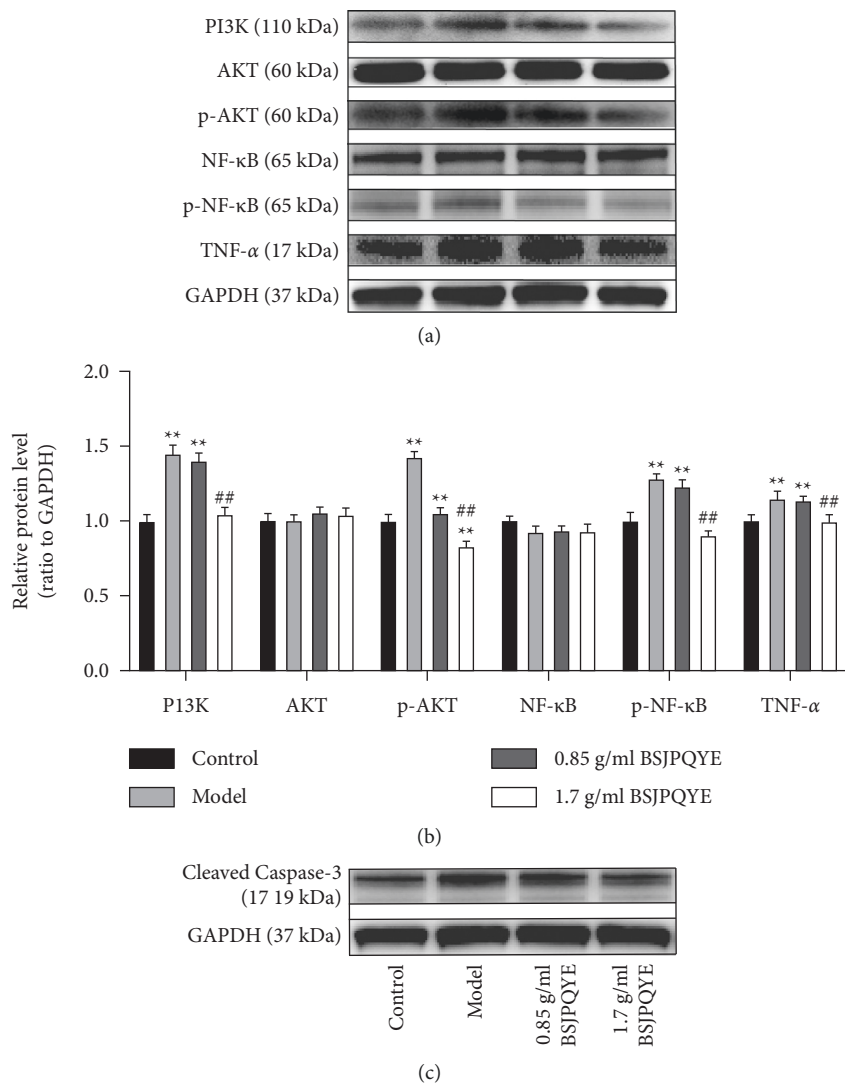 PI3K (110 kDa)
AKT (60 kDa)
p-AKT (60 kDa)
NF-κB (65 kDa)
p-NF-κB (65 kDa)
TNF-α (17 kDa)
GAPDH (37 kDa)
(a)
Relative protein level
(ratio to GAPDH)
2.0
1.5
1.0
0.5
0.0
** ** ##
** ** ## **
** ** ##
** ** ##
P13K AKT p-AKT NF-κB p-NF-κB TNF-α
Control
Model
0.85 g/ml BSJPQYE
1.7 g/ml BSJPQYE
(b)
Cleaved Caspase-3
(17 19 kDa)
GAPDH (37 kDa)
Control
Model
0.85 g/ml
BSJPQYE
1.7 g/ml
BSJPQYE
(c)